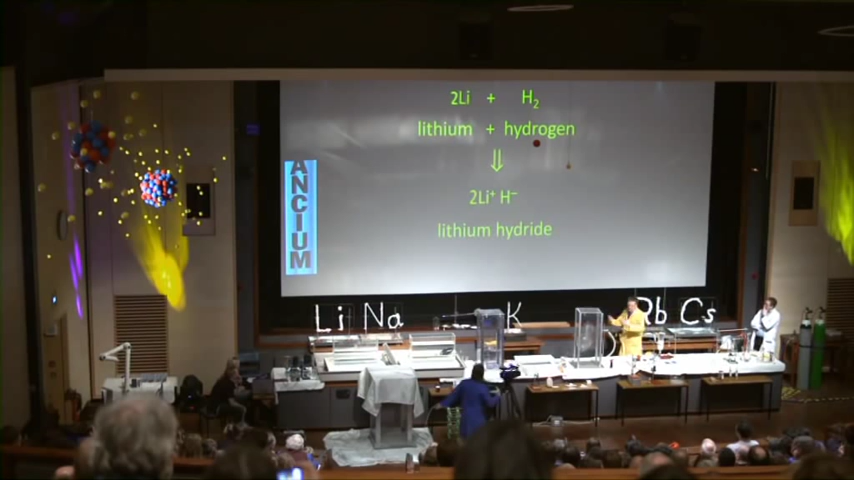 2Li + H₂
lithium + hydrogen
⇓
2Li⁺ H⁻
lithium hydride
ANCIUM
Li Na K Rb Cs